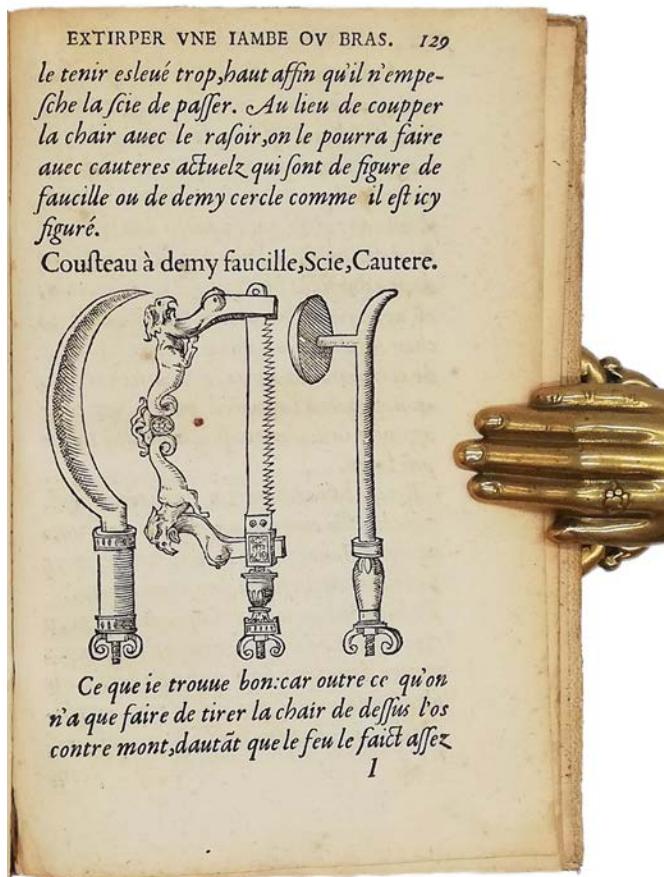 EXTIRPER VNE IAMBE OV BRAS. 129
le tenir esleué trop,haut affin qu'il n'empe-
ſche la ſcie de paſſer. Au lieu de coupper
la chair auec le raſoir,on le pourra faire
auec cauteres actuelz qui ſont de figure de
faucille ou de demy cercle comme il eſt icy
figuré.
Couſteau à demy faucille,Scie,Cautere.
Ce que ie trouue bon:car outre ce qu'on
n'a que faire de tirer la chair de deſſus l'os
contre mont,dautãt que le feu le faict aſſez
l